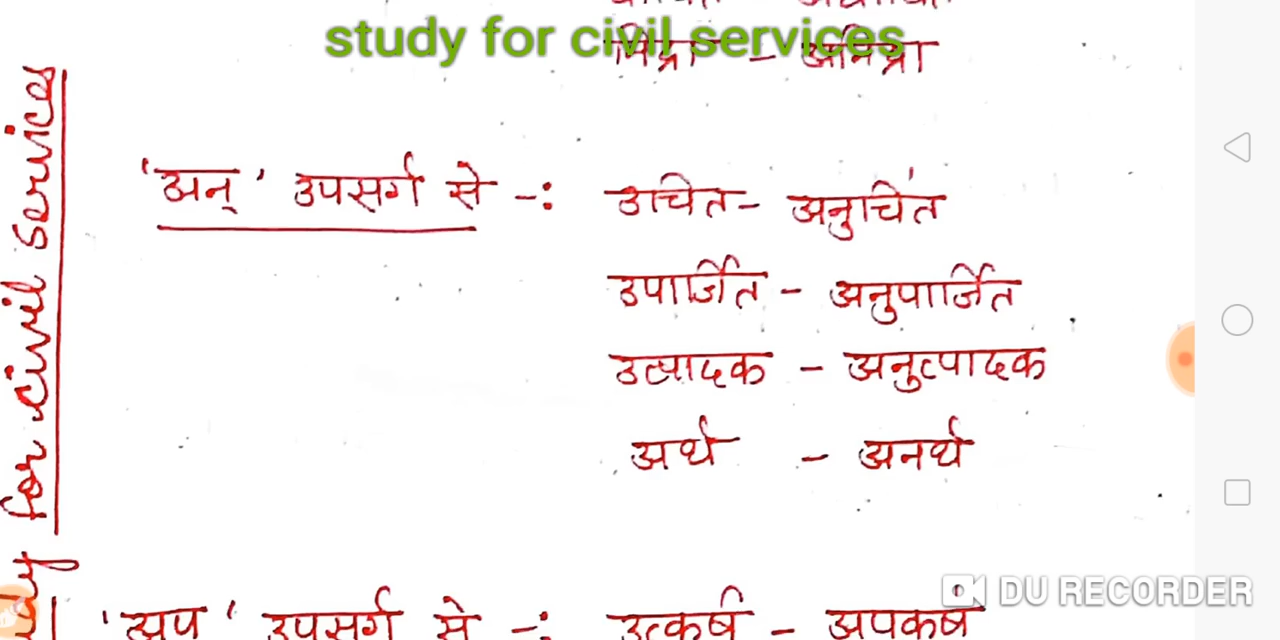 study for civil services
'अन्' उपसर्ग से -: उचित - अनुचित
उपार्जित - अनुपार्जित
उत्पादक - अनुत्पादक
अर्थ - अनर्थ
'अप' उपसर्ग से -: उत्कर्ष - अपकर्ष
for civil services
DU RECORDER